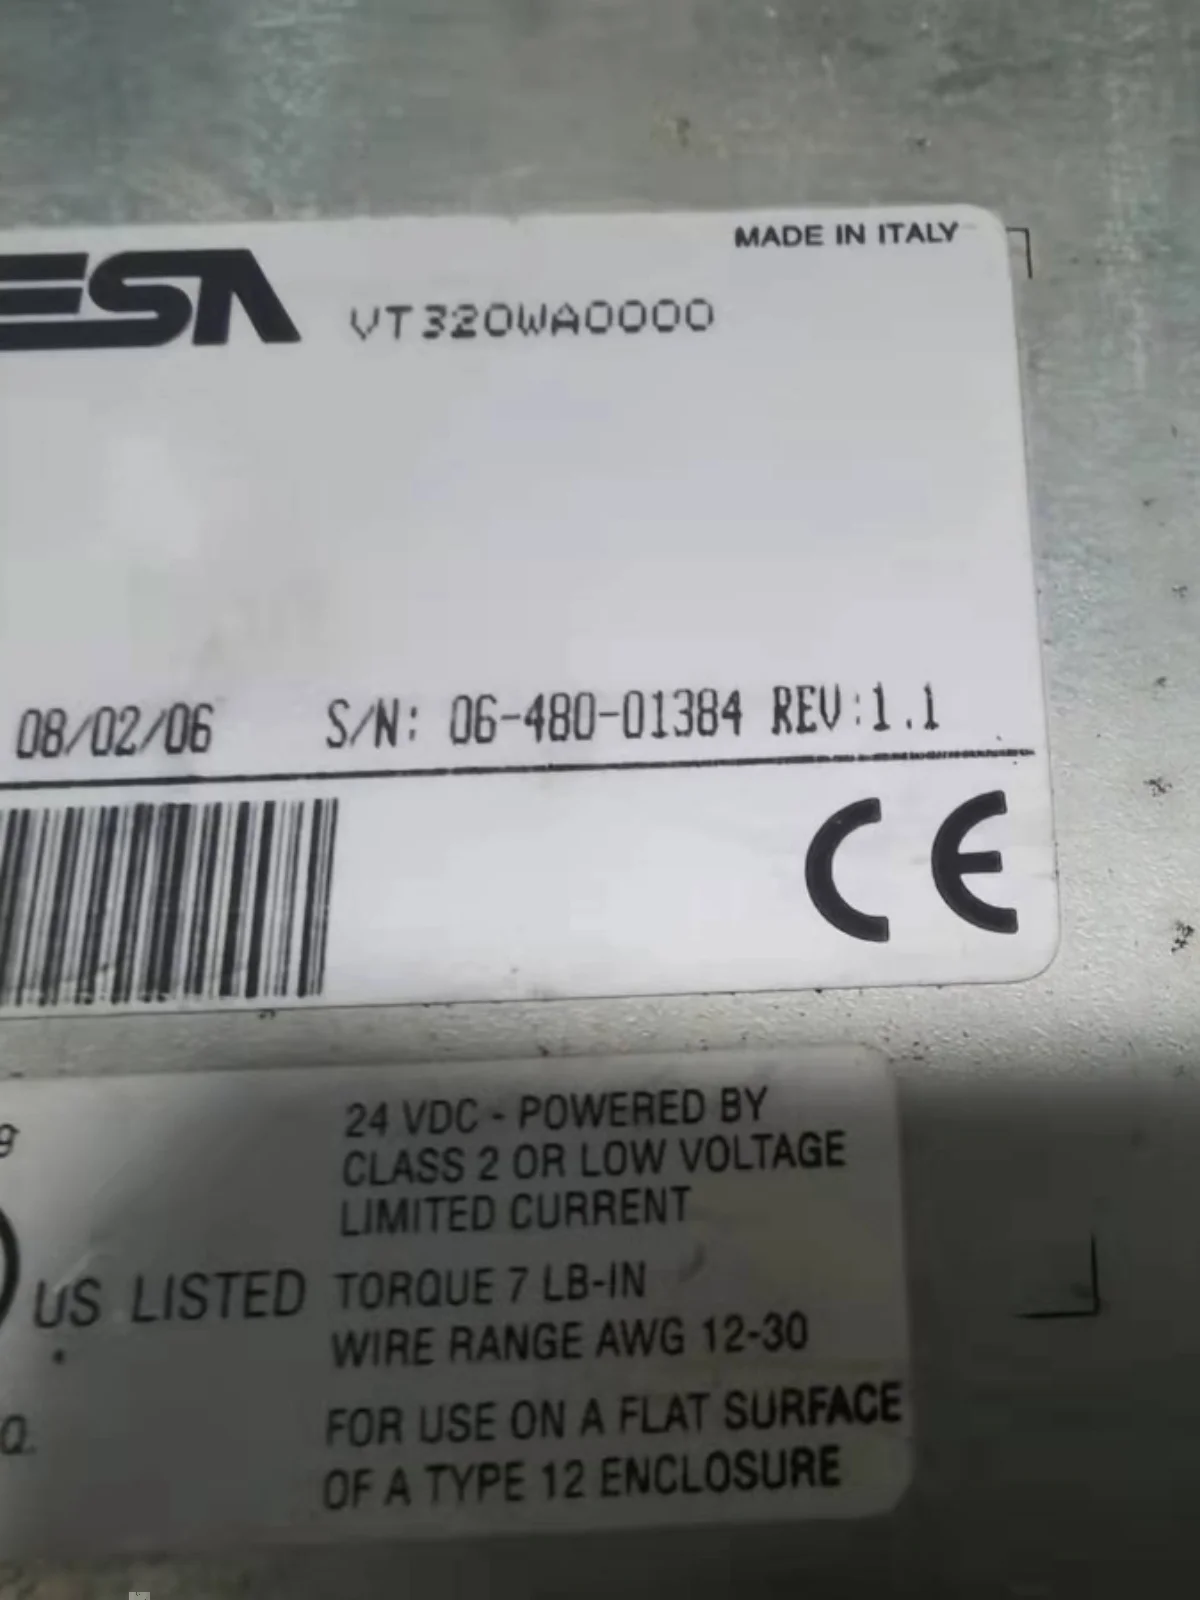 MADE IN ITALY
ESA VT320WA0000
08/02/06 S/N: 06-480-01384 REV:1.1
CE
24 VDC - POWERED BY
CLASS 2 OR LOW VOLTAGE
LIMITED CURRENT
US LISTED TORQUE 7 LB-IN
WIRE RANGE AWG 12-30
Q. FOR USE ON A FLAT SURFACE
OF A TYPE 12 ENCLOSURE